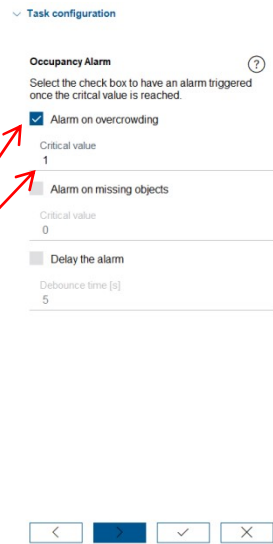 Task configuration
Occupancy Alarm
Select the check box to have an alarm triggered
once the critcal value is reached.
Alarm on overcrowding
Critical value
1
Alarm on missing objects
Critical value
0
Delay the alarm
Debounce time [s]
5